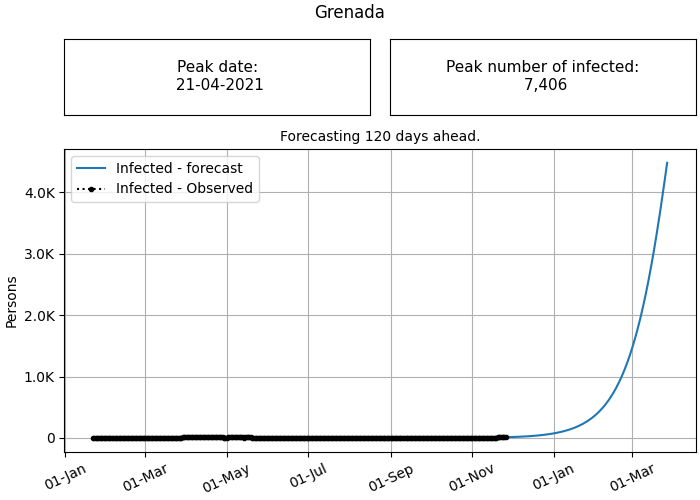 Grenada
Peak date:
21-04-2021
Peak number of infected:
7,406
Forecasting 120 days ahead.
Infected - forecast
Infected - Observed
4.0K
3.0K
2.0K
1.0K
0
Persons
01-Jan
01-Mar
01-May
01-Jul
01-Sep
01-Nov
01-Jan
01-Mar